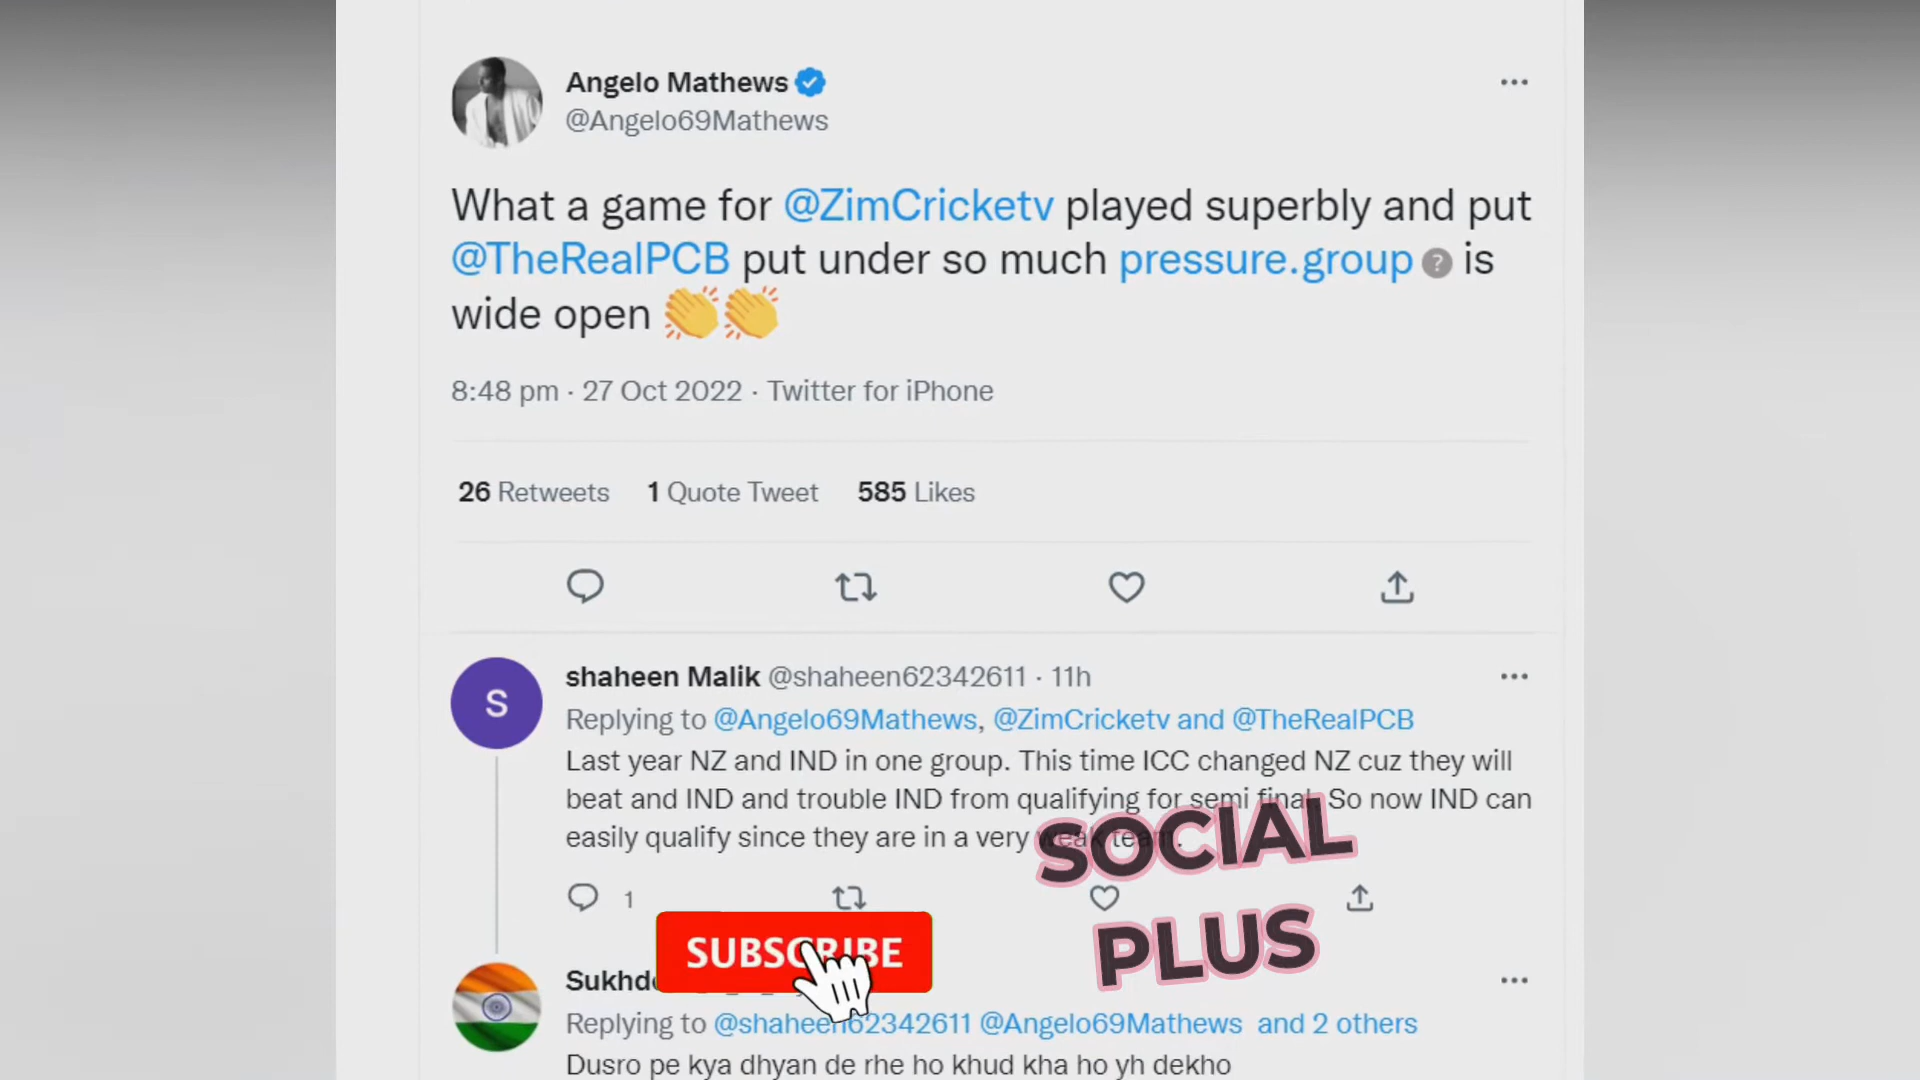 Angelo Mathews
@Angelo69Mathews
What a game for @ZimCricketv played superbly and put
@TheRealPCB put under so much pressure.group ? is
wide open 👏👏
8:48 pm · 27 Oct 2022 · Twitter for iPhone
26 Retweets 1 Quote Tweet 585 Likes
S
shaheen Malik @shaheen62342611 · 11h
Replying to @Angelo69Mathews, @ZimCricketv and @TheRealPCB
Last year NZ and IND in one group. This time ICC changed NZ cuz they will
beat and IND and trouble IND from qualifying for semi final. So now IND can
easily qualify since they are in a very weak team.
SOCIAL
PLUS
1
SUBSCRIBE
Replying to @shaheen62342611 @Angelo69Mathews and 2 others
Dusro pe kya dhyan de rhe ho khud kha ho yh dekho